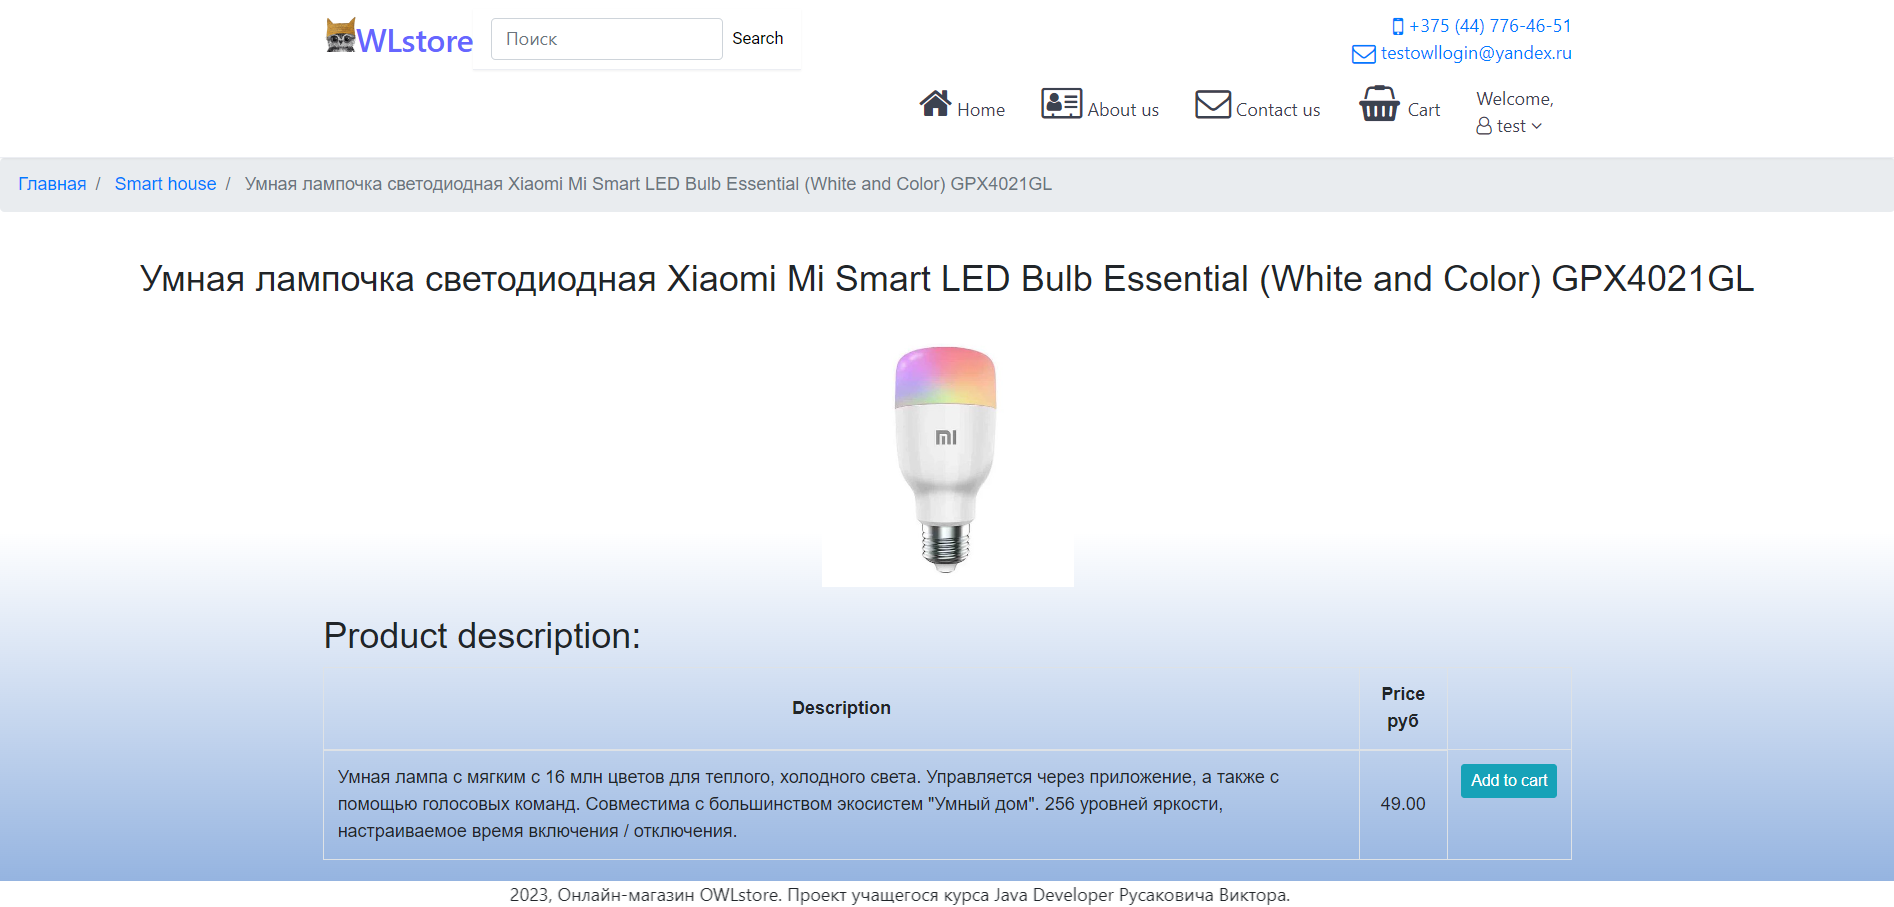 WLstore
Поиск
Search
+375 (44) 776-46-51
testowllogin@yandex.ru
Home
About us
Contact us
Cart
Welcome,
test
Главная / Smart house / Умная лампочка светодиодная Xiaomi Mi Smart LED Bulb Essential (White and Color) GPX4021GL
Умная лампочка светодиодная Xiaomi Mi Smart LED Bulb Essential (White and Color) GPX4021GL
mi
Product description:
Description
Price
руб
Умная лампа с мягким с 16 млн цветов для теплого, холодного света. Управляется через приложение, а также с
помощью голосовых команд. Совместима с большинством экосистем "Умный дом". 256 уровней яркости,
настраиваемое время включения / отключения.
49.00
Add to cart
2023, Онлайн-магазин OWLstore. Проект учащегося курса Java Developer Русаковича Виктора.